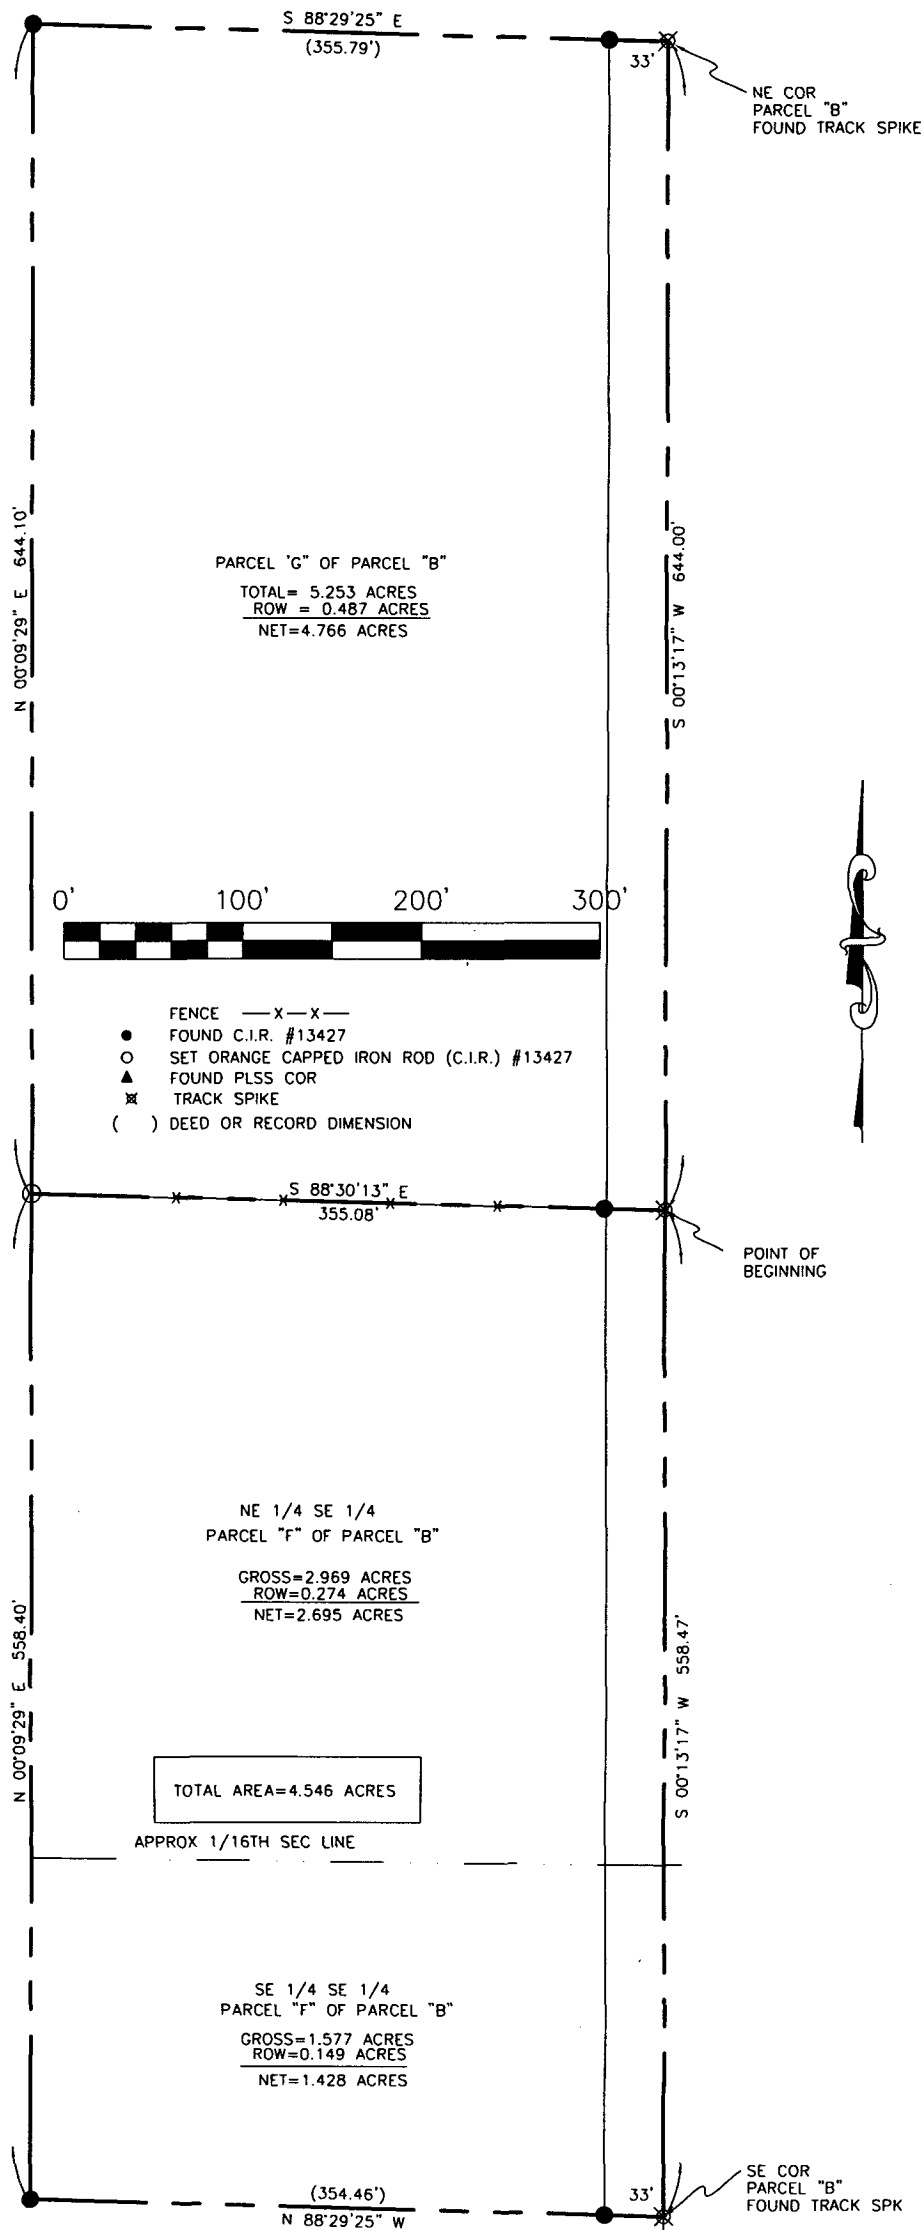 S 88°29'25" E
(355.79')
33'
NE COR
PARCEL "B"
FOUND TRACK SPIKE
N 00°09'29" E 644.10'
S 00°13'17" W 644.00'
PARCEL 'G" OF PARCEL "B"
TOTAL= 5.253 ACRES
ROW = 0.487 ACRES
NET=4.766 ACRES
0' 100' 200' 300'
FENCE —x—x—
FOUND C.I.R. #13427
SET ORANGE CAPPED IRON ROD (C.I.R.) #13427
FOUND PLSS COR
TRACK SPIKE
( ) DEED OR RECORD DIMENSION
S 88°30'13" E
355.08'
POINT OF
BEGINNING
NE 1/4 SE 1/4
PARCEL "F" OF PARCEL "B"
GROSS=2.969 ACRES
ROW=0.274 ACRES
NET=2.695 ACRES
N 00°09'29" E 558.40'
S 00°13'17" W 558.47'
TOTAL AREA=4.546 ACRES
APPROX 1/16TH SEC LINE
SE 1/4 SE 1/4
PARCEL "F" OF PARCEL "B"
GROSS=1.577 ACRES
ROW=0.149 ACRES
NET=1.428 ACRES
(354.46')
N 88°29'25" W
33'
SE COR
PARCEL "B"
FOUND TRACK SPK